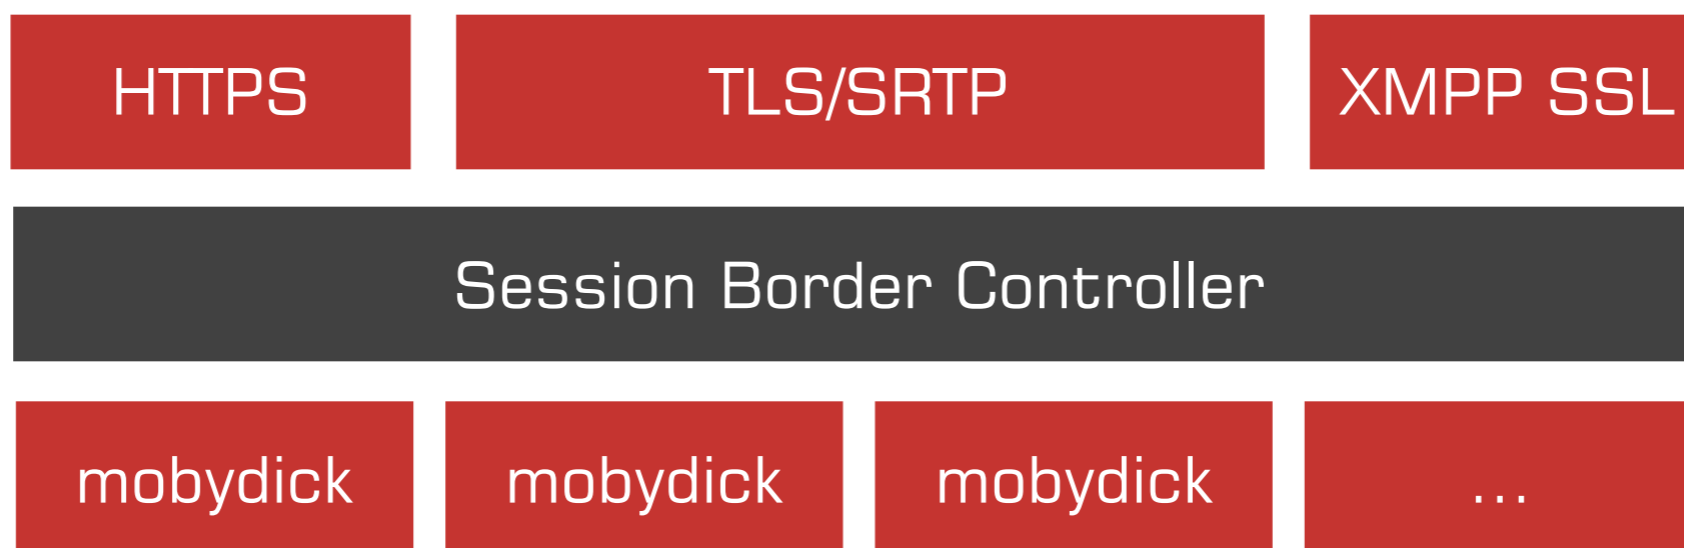 HTTPS
TLS/SRTP
XMPP SSL
Session Border Controller
mobydick
mobydick
mobydick
...